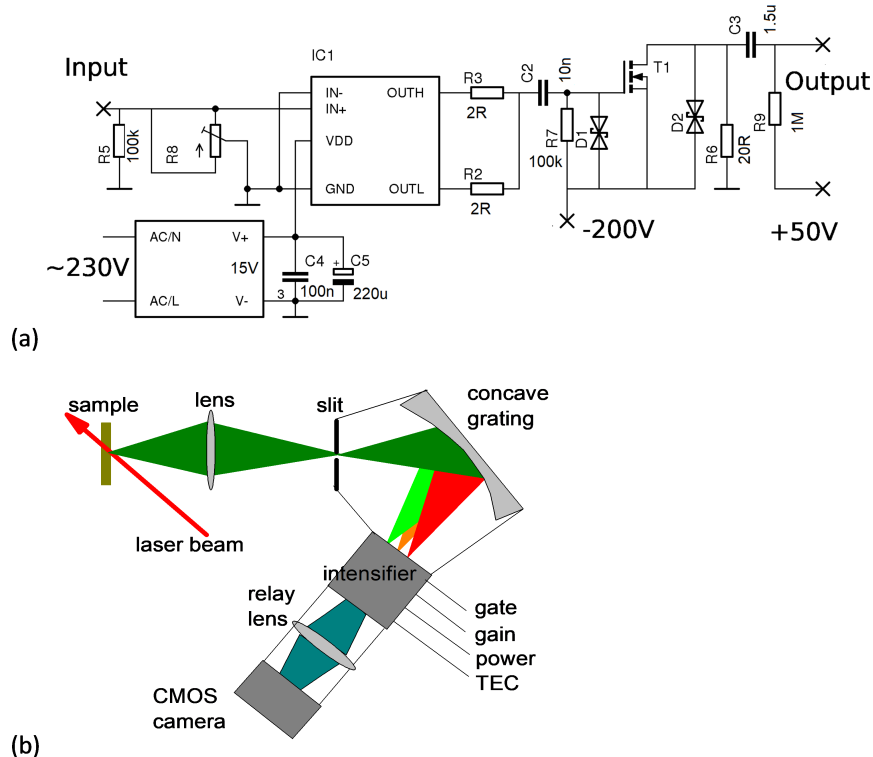 Input
IC1
IN-
IN+
VDD
GND
OUTH
OUTL
R5
100k
R8
R3
2R
R2
2R
C2
10n
R7
100k
D1
T1
D2
R6
20R
C3
1.5u
R9
1M
Output
-200V
+50V
~230V
AC/N
AC/L
V+
15V
V-
3
C4
100n
+
C5
220u
(a)
sample
lens
slit
concave
grating
laser beam
intensifier
relay
lens
gate
gain
power
TEC
CMOS
camera
(b)